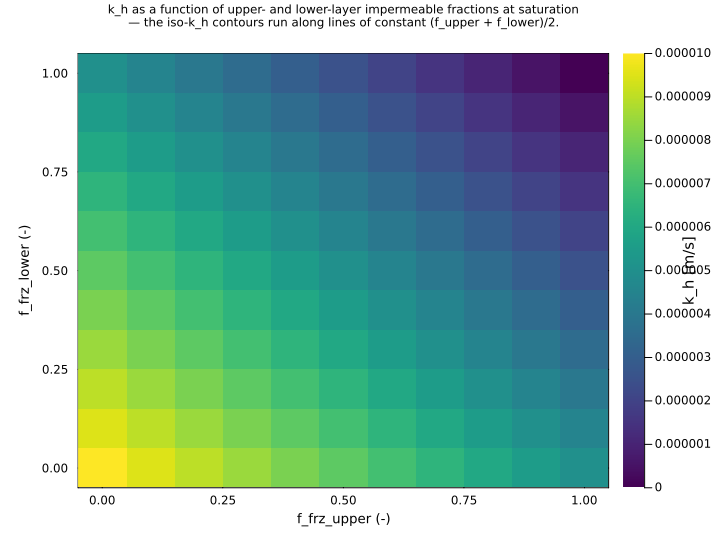 k_h as a function of upper- and lower-layer impermeable fractions at saturation
— the iso-k_h contours run along lines of constant (f_upper + f_lower)/2.
1.00
0.75
0.50
0.25
0.00
f_frz_lower (-)
0.00 0.25 0.50 0.75 1.00
f_frz_upper (-)
0.000010
0.000009
0.000008
0.000007
0.000006
0.000005
0.000004
0.000003
0.000002
0.000001
0
k_h [m/s]